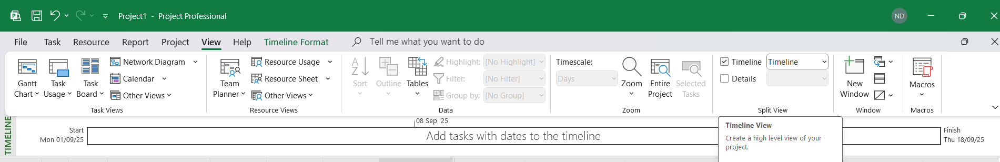 Project1 - Project Professional
ND
File Task Resource Report Project View Help Timeline Format Tell me what you want to do
Gantt Chart
Task Usage
Task Board
Network Diagram
Calendar
Other Views
Task Views
Team Planner
Resource Usage
Resource Sheet
Other Views
Resource Views
Sort
Outline
Tables
Highlight: [No Highlight]
Filter: [No Filter]
Group by: [No Group]
Data
Timescale:
Days
Zoom
Entire Project
Selected Tasks
Zoom
Timeline Timeline
Details
Split View
New Window
Window
Macros
Macros
TIMELINE
Start
Mon 01/09/25
08 Sep '25
Add tasks with dates to the timeline
Finish
Thu 18/09/25
Timeline View
Create a high level view of your
project.